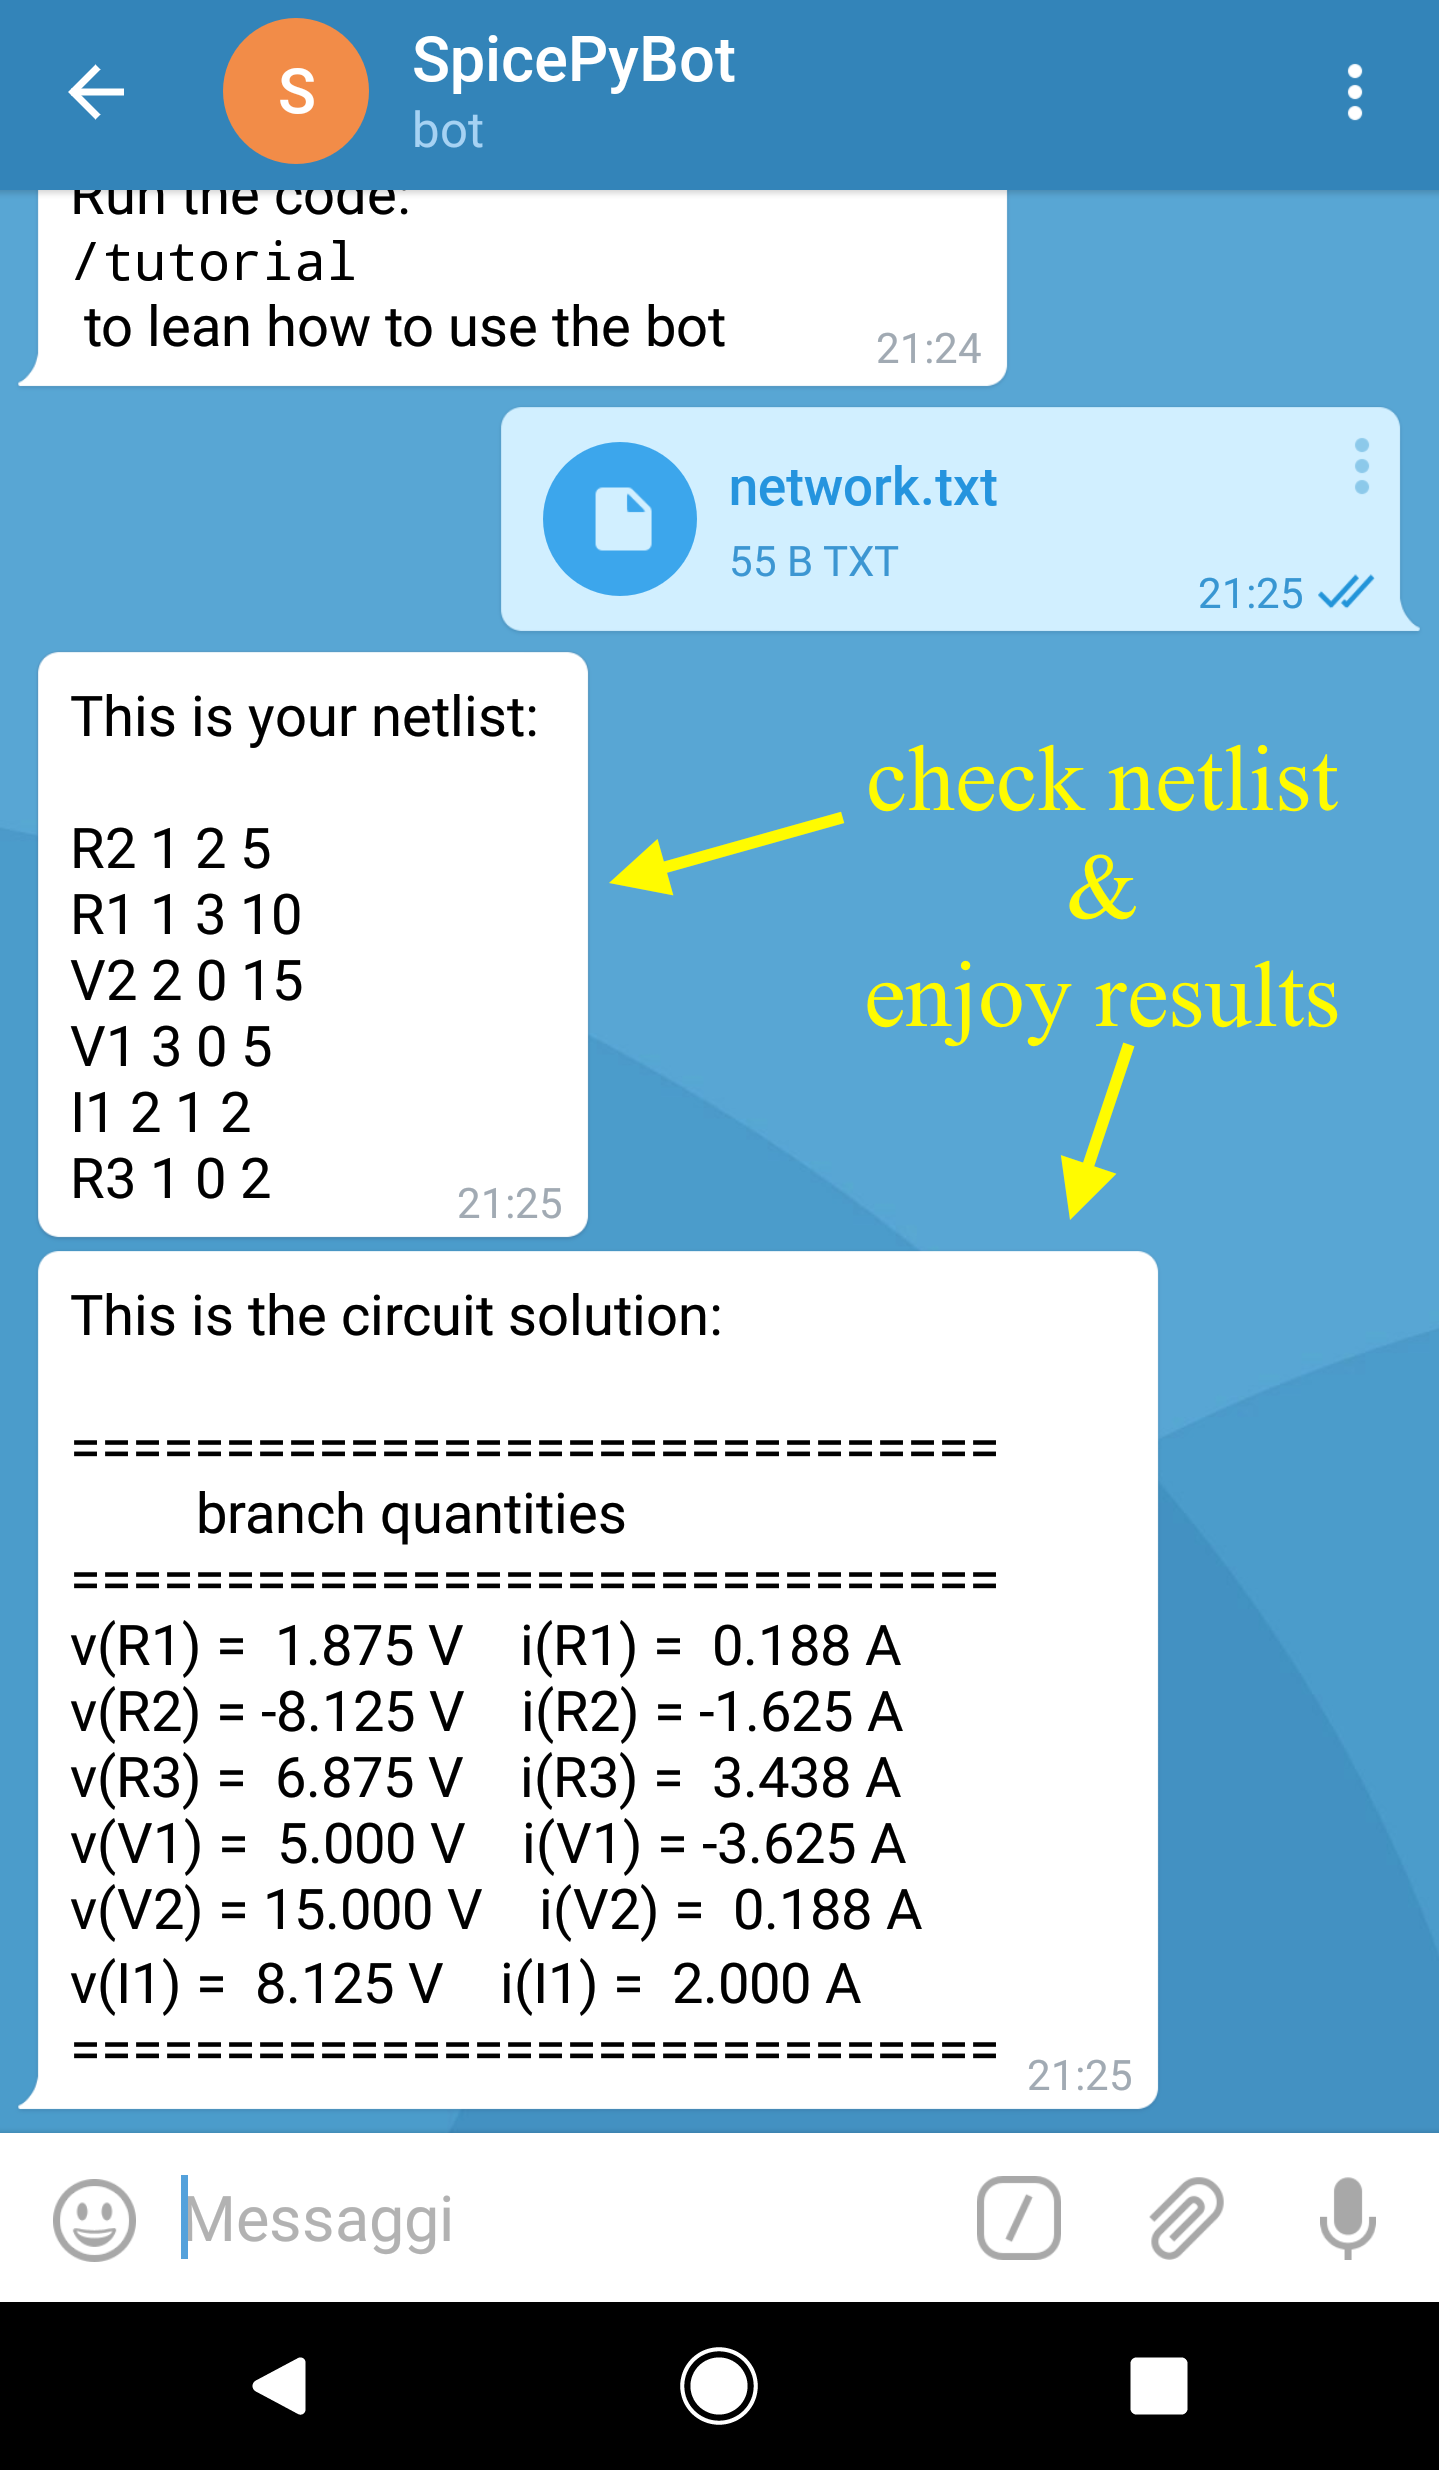 SpicePyBot
S
bot
Run the code:
/tutorial
to lean how to use the bot
21:24
network.txt
55 B TXT
21:25
This is your netlist:
R2 1 2 5
R1 1 3 10
V2 2 0 15
V1 3 0 5
I1 2 1 2
R3 1 0 2
21:25
check netlist
&
enjoy results
This is the circuit solution:
==============================
branch quantities
==============================
v(R1) =  1.875 V    i(R1) =  0.188 A
v(R2) = -8.125 V    i(R2) = -1.625 A
v(R3) =  6.875 V    i(R3) =  3.438 A
v(V1) =  5.000 V    i(V1) = -3.625 A
v(V2) = 15.000 V    i(V2) =  0.188 A
v(I1) =  8.125 V    i(I1) =  2.000 A
==============================
21:25
Messaggi